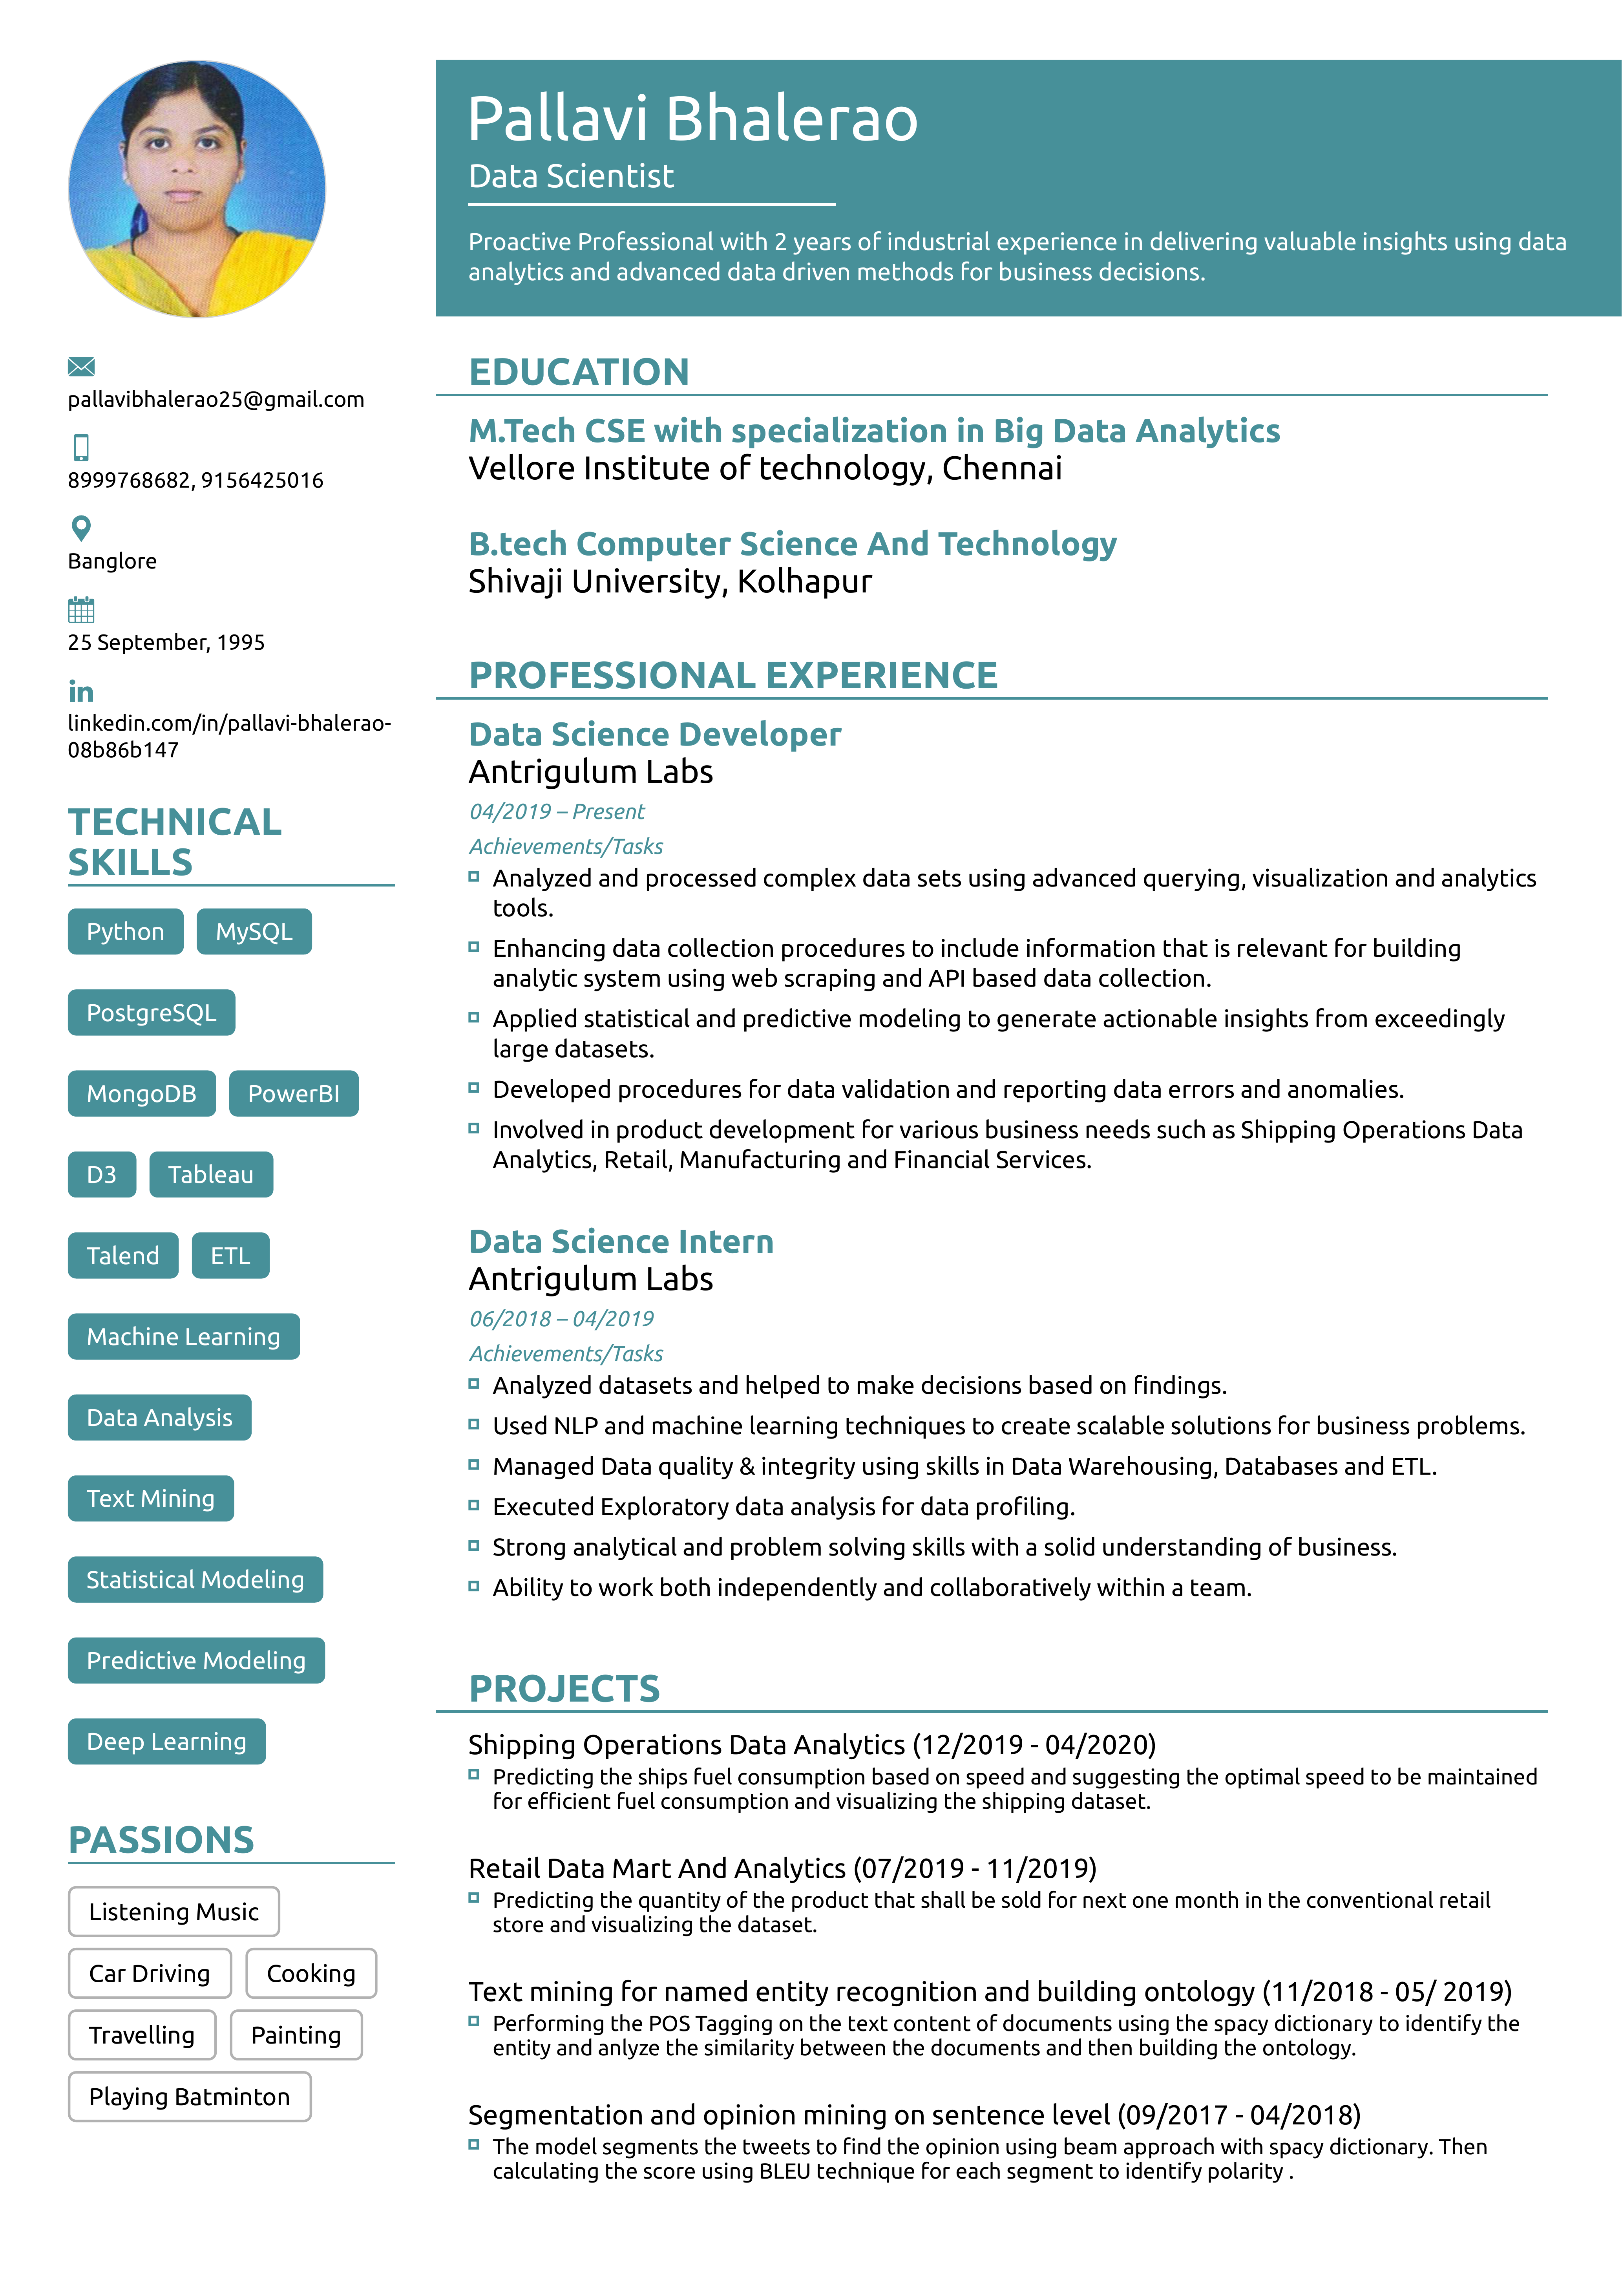 Pallavi Bhalerao
Data Scientist
Proactive Professional with 2 years of industrial experience in delivering valuable insights using data
analytics and advanced data driven methods for business decisions.
pallavibhalerao25@gmail.com
8999768682, 9156425016
Banglore
25 September, 1995
in
linkedin.com/in/pallavi-bhalerao-
08b86b147
TECHNICAL
SKILLS
Python MySQL
PostgreSQL
MongoDB PowerBI
D3 Tableau
Talend ETL
Machine Learning
Data Analysis
Text Mining
Statistical Modeling
Predictive Modeling
Deep Learning
PASSIONS
Listening Music
Car Driving Cooking
Travelling Painting
Playing Batminton
EDUCATION
M.Tech CSE with specialization in Big Data Analytics
Vellore Institute of technology, Chennai
B.tech Computer Science And Technology
Shivaji University, Kolhapur
PROFESSIONAL EXPERIENCE
Data Science Developer
Antrigulum Labs
04/2019 – Present
Achievements/Tasks
Analyzed and processed complex data sets using advanced querying, visualization and analytics
tools.
Enhancing data collection procedures to include information that is relevant for building
analytic system using web scraping and API based data collection.
Applied statistical and predictive modeling to generate actionable insights from exceedingly
large datasets.
Developed procedures for data validation and reporting data errors and anomalies.
Involved in product development for various business needs such as Shipping Operations Data
Analytics, Retail, Manufacturing and Financial Services.
Data Science Intern
Antrigulum Labs
06/2018 – 04/2019
Achievements/Tasks
Analyzed datasets and helped to make decisions based on findings.
Used NLP and machine learning techniques to create scalable solutions for business problems.
Managed Data quality & integrity using skills in Data Warehousing, Databases and ETL.
Executed Exploratory data analysis for data profiling.
Strong analytical and problem solving skills with a solid understanding of business.
Ability to work both independently and collaboratively within a team.
PROJECTS
Shipping Operations Data Analytics (12/2019 - 04/2020)
Predicting the ships fuel consumption based on speed and suggesting the optimal speed to be maintained
for efficient fuel consumption and visualizing the shipping dataset.
Retail Data Mart And Analytics (07/2019 - 11/2019)
Predicting the quantity of the product that shall be sold for next one month in the conventional retail
store and visualizing the dataset.
Text mining for named entity recognition and building ontology (11/2018 - 05/ 2019)
Performing the POS Tagging on the text content of documents using the spacy dictionary to identify the
entity and anlyze the similarity between the documents and then building the ontology.
Segmentation and opinion mining on sentence level (09/2017 - 04/2018)
The model segments the tweets to find the opinion using beam approach with spacy dictionary. Then
calculating the score using BLEU technique for each segment to identify polarity .